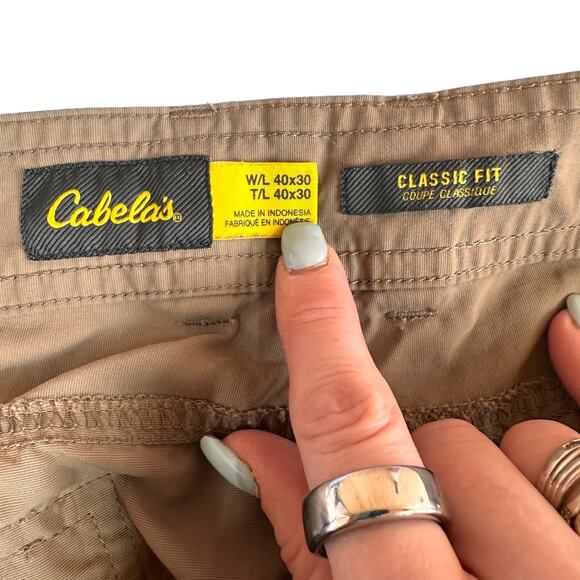 Cabela's
W/L 40x30
T/L 40x30
MADE IN INDONESIA
FABRIQUÉ EN INDONÉSIE
CLASSIC FIT
COUPE CLASSIQUE